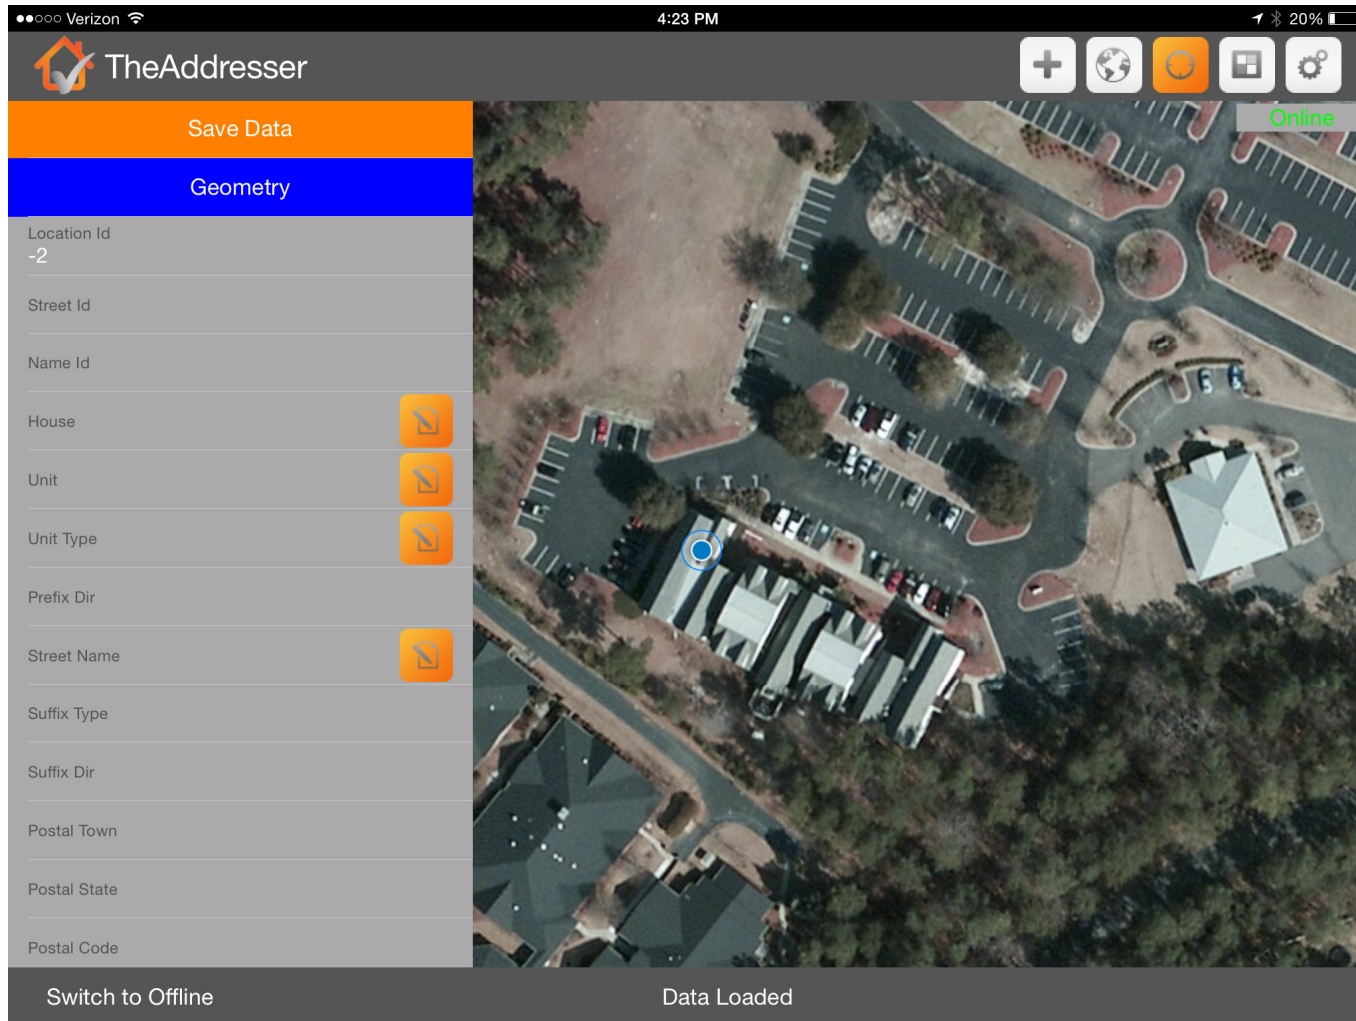 Verizon 4:23 PM 20%
TheAddresser
Save Data
Online
Geometry
Location Id
-2
Street Id
Name Id
House
Unit
Unit Type
Prefix Dir
Street Name
Suffix Type
Suffix Dir
Postal Town
Postal State
Postal Code
Switch to Offline Data Loaded